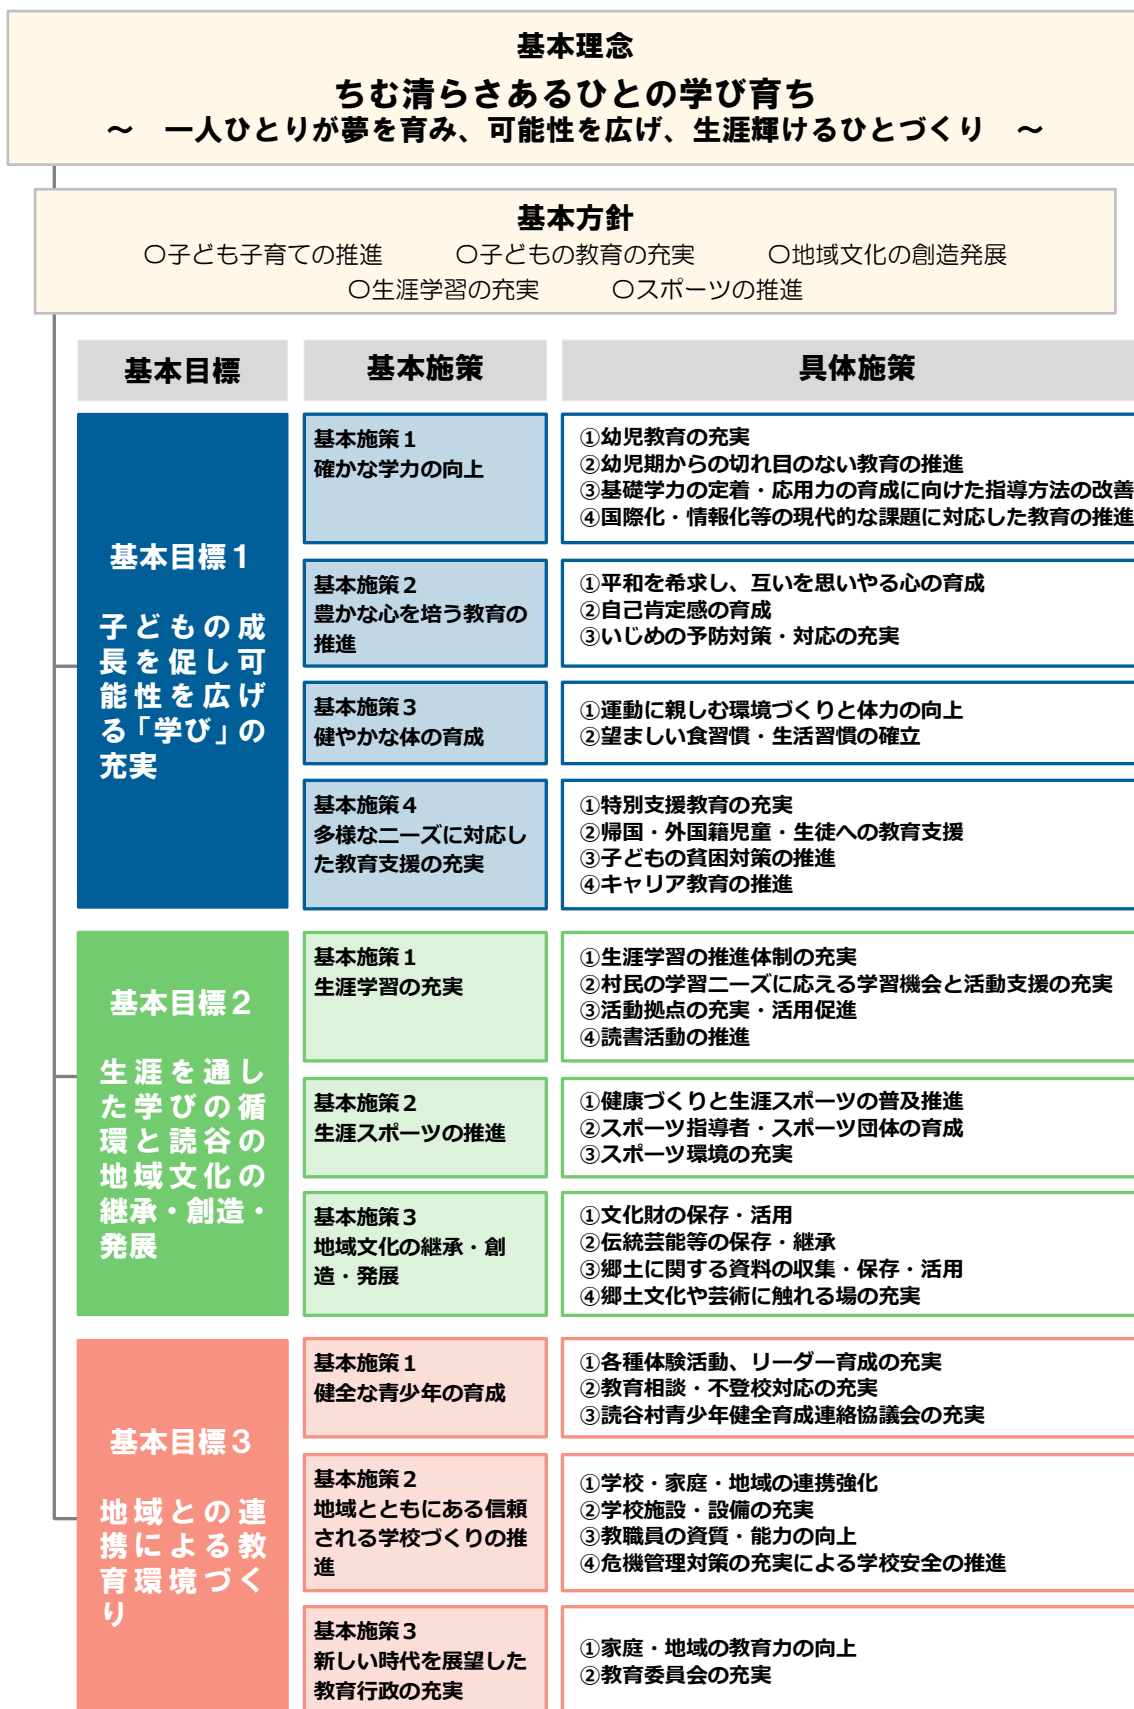 基本理念
ちむ清らさあるひとの学び育ち
～　一人ひとりが夢を育み、可能性を広げ、生涯輝けるひとづくり　～
基本方針
〇子ども子育ての推進　〇子どもの教育の充実　〇地域文化の創造発展
〇生涯学習の充実　〇スポーツの推進
基本目標
基本施策
具体施策
基本目標１
子どもの成
長を促し可
能性を広げ
る「学び」の
充実
基本施策１
確かな学力の向上
①幼児教育の充実
②幼児期からの切れ目のない教育の推進
③基礎学力の定着・応用力の育成に向けた指導方法の改善
④国際化・情報化等の現代的な課題に対応した教育の推進
基本施策２
豊かな心を培う教育の
推進
①平和を希求し、互いを思いやる心の育成
②自己肯定感の育成
③いじめの予防対策・対応の充実
基本施策３
健やかな体の育成
①運動に親しむ環境づくりと体力の向上
②望ましい食習慣・生活習慣の確立
基本施策４
多様なニーズに対応し
た教育支援の充実
①特別支援教育の充実
②帰国・外国籍児童・生徒への教育支援
③子どもの貧困対策の推進
④キャリア教育の推進
基本目標２
生涯を通し
た学びの循
環と読谷の
地域文化の
継承・創造・
発展
基本施策１
生涯学習の充実
①生涯学習の推進体制の充実
②村民の学習ニーズに応える学習機会と活動支援の充実
③活動拠点の充実・活用促進
④読書活動の推進
基本施策２
生涯スポーツの推進
①健康づくりと生涯スポーツの普及推進
②スポーツ指導者・スポーツ団体の育成
③スポーツ環境の充実
基本施策３
地域文化の継承・創
造・発展
①文化財の保存・活用
②伝統芸能等の保存・継承
③郷土に関する資料の収集・保存・活用
④郷土文化や芸術に触れる場の充実
基本目標３
地域との連
携による教
育環境づく
り
基本施策１
健全な青少年の育成
①各種体験活動、リーダー育成の充実
②教育相談・不登校対応の充実
③読谷村青少年健全育成連絡協議会の充実
基本施策２
地域とともにある信頼
される学校づくりの推
進
①学校・家庭・地域の連携強化
②学校施設・設備の充実
③教職員の資質・能力の向上
④危機管理対策の充実による学校安全の推進
基本施策３
新しい時代を展望した
教育行政の充実
①家庭・地域の教育力の向上
②教育委員会の充実